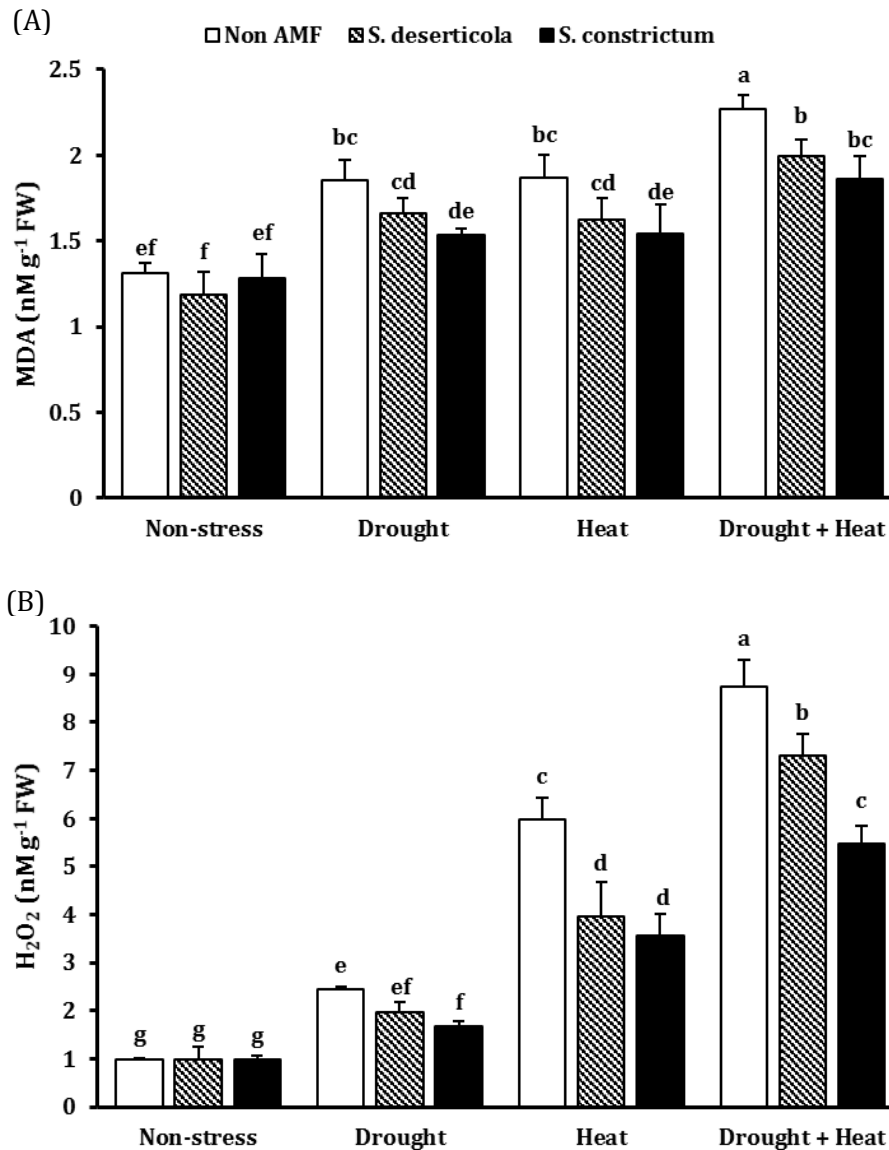 (A)
Non AMF S. deserticola S. constrictum
2.5
2
1.5
1
0.5
0
MDA (nM g-1 FW)
ef f ef
bc cd de
bc cd de
a b bc
Non-stress Drought Heat Drought + Heat
(B)
10
9
8
7
6
5
4
3
2
1
0
H2O2 (nM g-1 FW)
g g g
e ef f
c d d
a b c
Non-stress Drought Heat Drought + Heat